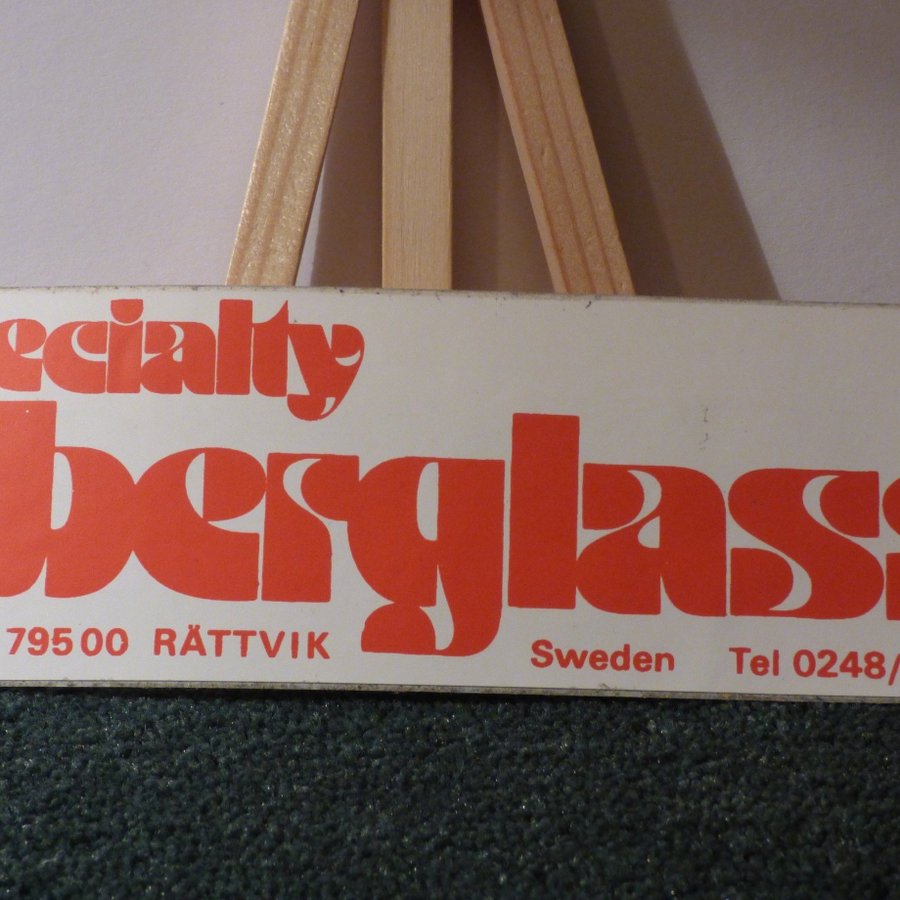 ecialty
berglass
79500 RÄTTVIK Sweden Tel 0248/